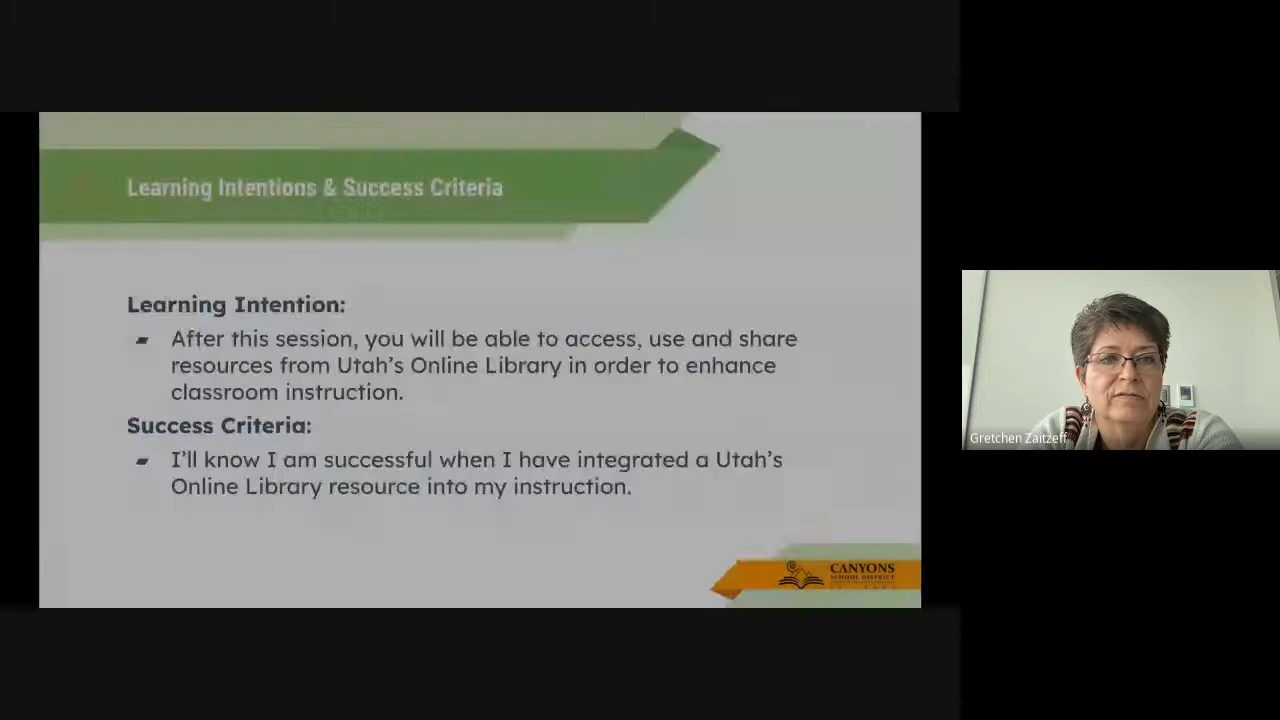 Learning Intentions & Success Criteria
Learning Intention:
After this session, you will be able to access, use and share
resources from Utah's Online Library in order to enhance
classroom instruction.
Success Criteria:
I'll know I am successful when I have integrated a Utah's
Online Library resource into my instruction.
CANYONS
SCHOOL DISTRICT
Gretchen Zaitzeff